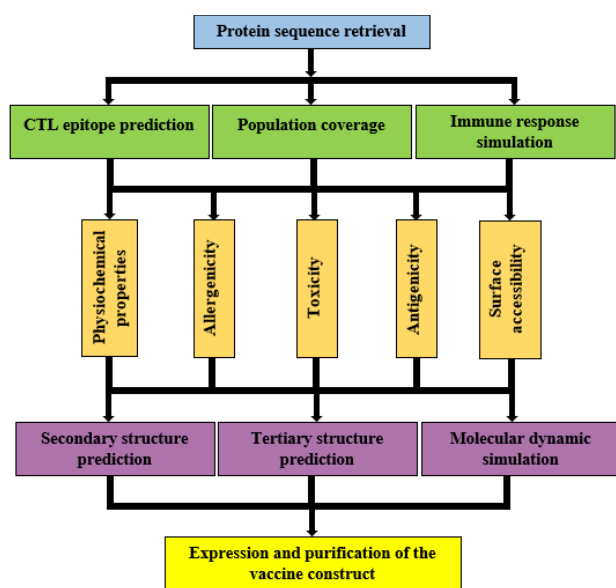 Protein sequence retrieval
CTL epitope prediction
Population coverage
Immune response
simulation
Physiochemical
properties
Allergenicity
Toxicity
Antigenicity
Surface
accessibility
Secondary structure
prediction
Tertiary structure
prediction
Molecular dynamic
simulation
Expression and purification of the
vaccine construct